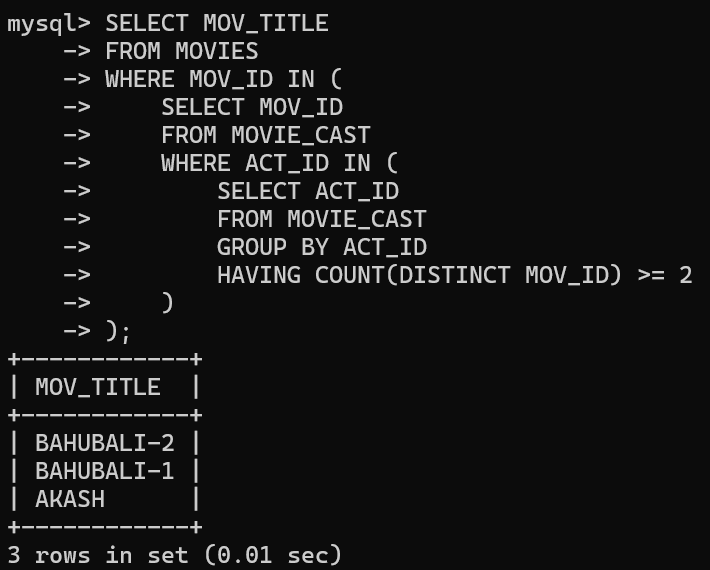 mysql> SELECT MOV_TITLE
    -> FROM MOVIES
    -> WHERE MOV_ID IN (
    ->     SELECT MOV_ID
    ->     FROM MOVIE_CAST
    ->     WHERE ACT_ID IN (
    ->         SELECT ACT_ID
    ->         FROM MOVIE_CAST
    ->         GROUP BY ACT_ID
    ->         HAVING COUNT(DISTINCT MOV_ID) >= 2
    ->     )
    -> );
+------------+
| MOV_TITLE  |
+------------+
| BAHUBALI-2 |
| BAHUBALI-1 |
| AKASH      |
+------------+
3 rows in set (0.01 sec)